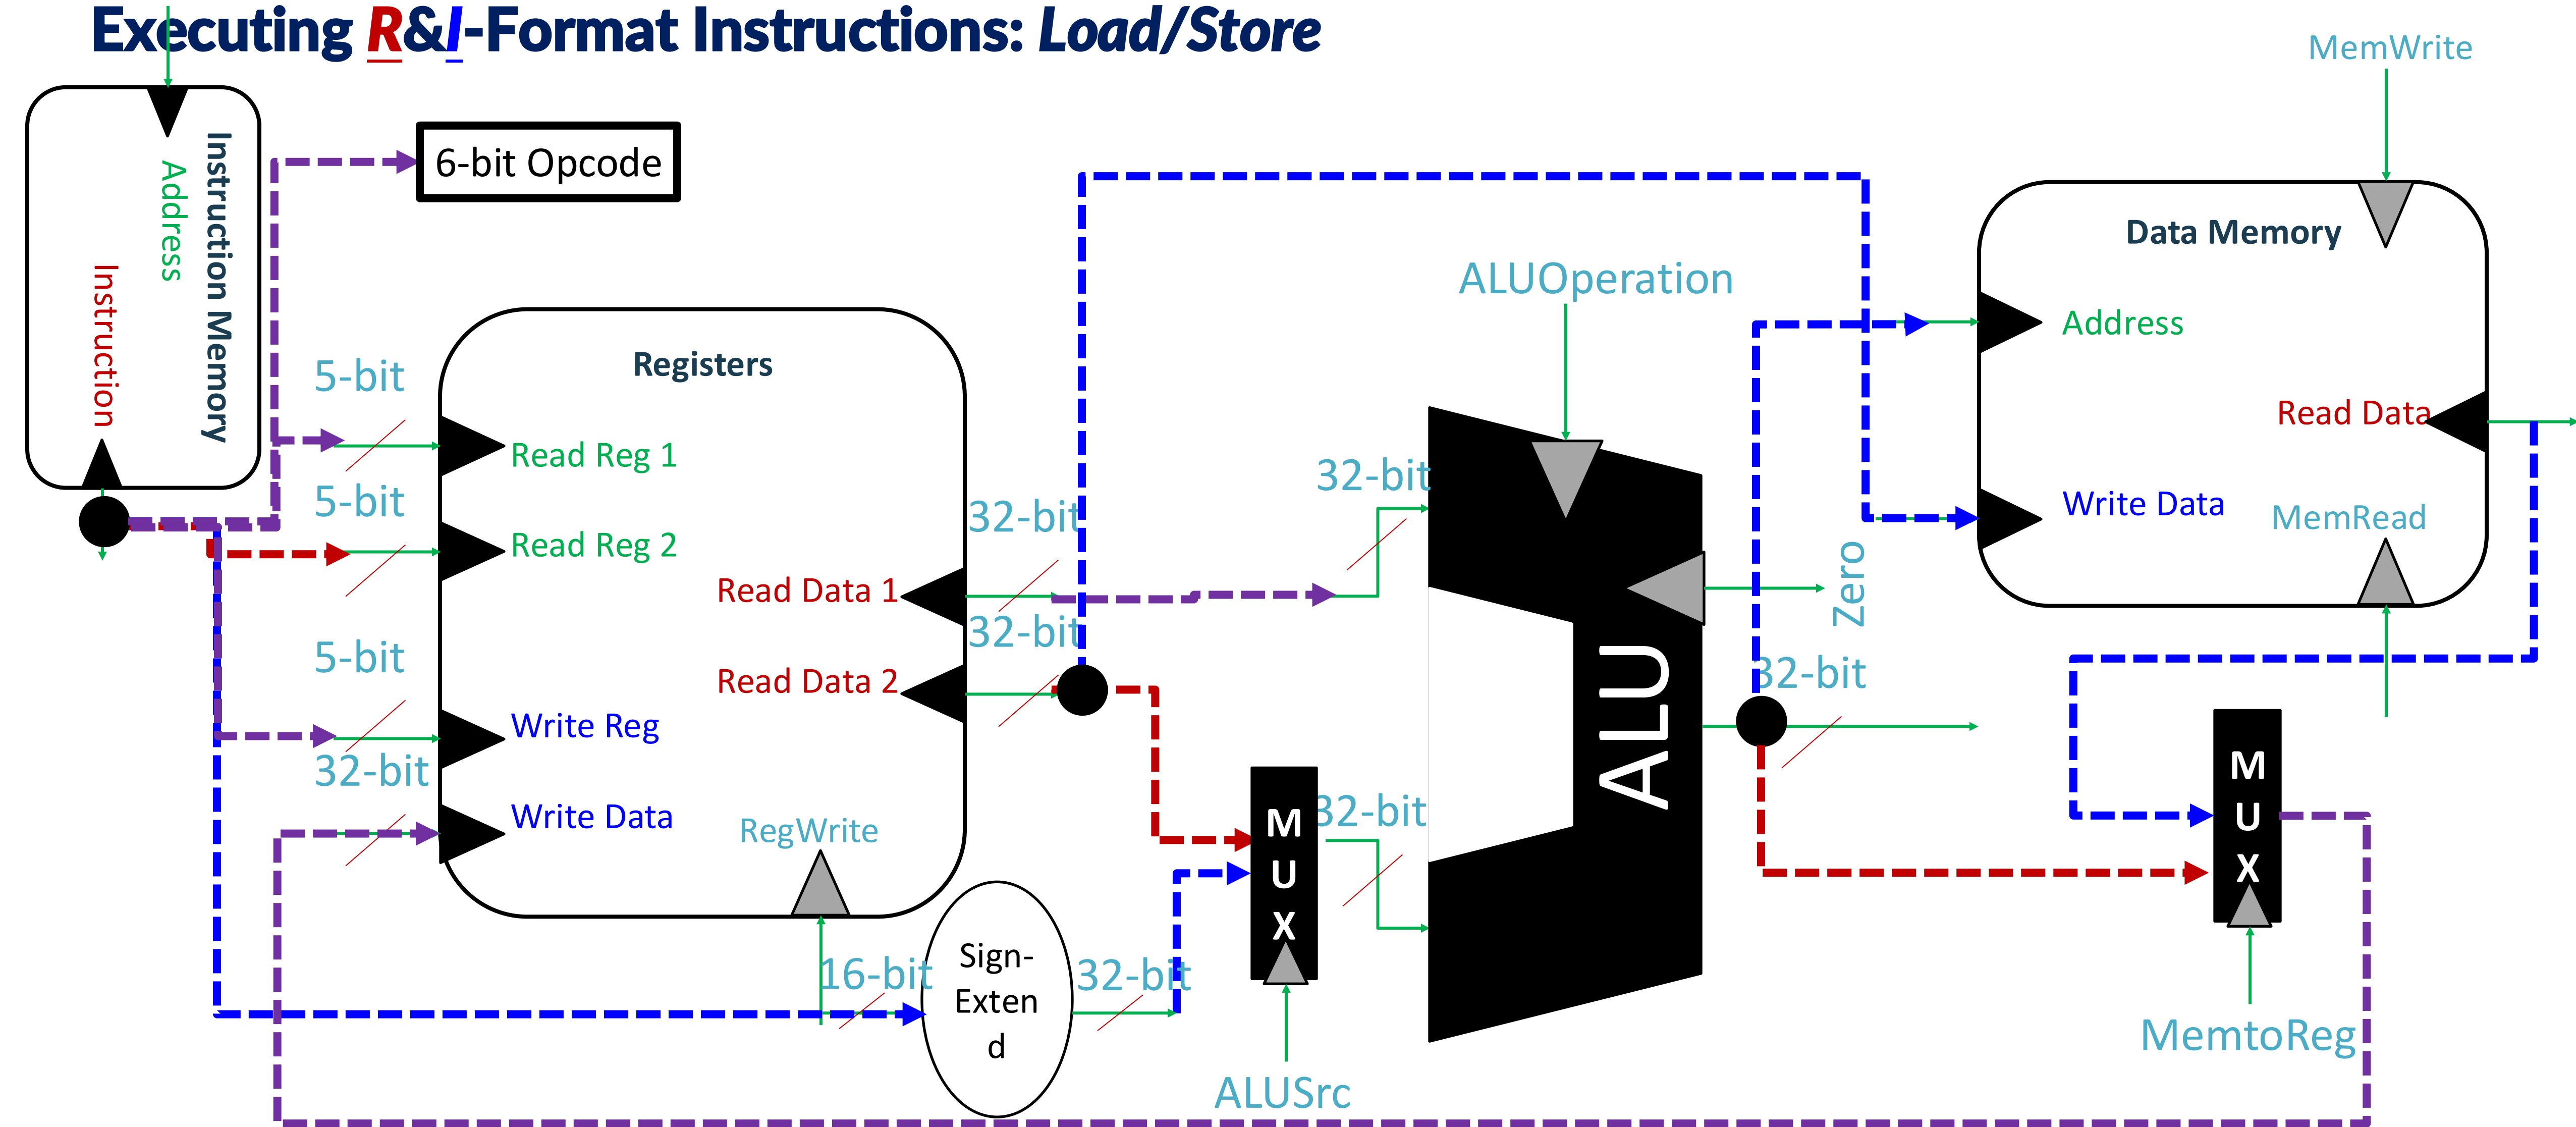 Executing R&I-Format Instructions: Load/Store
MemWrite
Instruction Memory
Address
Instruction
6-bit Opcode
Data Memory
ALUOperation
Address
Registers
5-bit
Read Data
Read Reg 1
32-bit
5-bit
32-bit
Write Data
MemRead
Read Reg 2
Zero
Read Data 1
32-bit
5-bit
Read Data 2
32-bit
ALU
Write Reg
32-bit
M
U
X
Write Data
RegWrite
M
U
X
32-bit
16-bit
Sign-
Exten
d
32-bit
MemtoReg
ALUSrc